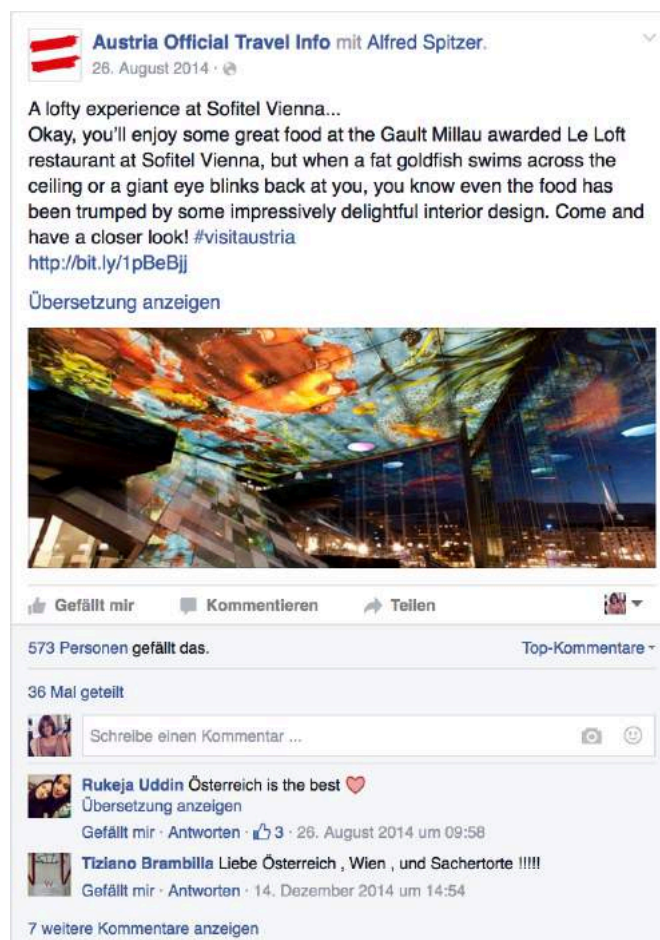 Austria Official Travel Info mit Alfred Spitzer.
26. August 2014 ·
A lofty experience at Sofitel Vienna...
Okay, you'll enjoy some great food at the Gault Millau awarded Le Loft
restaurant at Sofitel Vienna, but when a fat goldfish swims across the
ceiling or a giant eye blinks back at you, you know even the food has
been trumped by some impressively delightful interior design. Come and
have a closer look! #visitaustria
http://bit.ly/1pBeBjj
Übersetzung anzeigen
Gefällt mir Kommentieren Teilen
573 Personen gefällt das. Top-Kommentare
36 Mal geteilt
Schreibe einen Kommentar ...
Rukeja Uddin Österreich is the best
Übersetzung anzeigen
Gefällt mir · Antworten · 3 · 26. August 2014 um 09:58
Tiziano Brambilla Liebe Österreich , Wien , und Sachertorte !!!!!
Gefällt mir · Antworten · 14. Dezember 2014 um 14:54
7 weitere Kommentare anzeigen